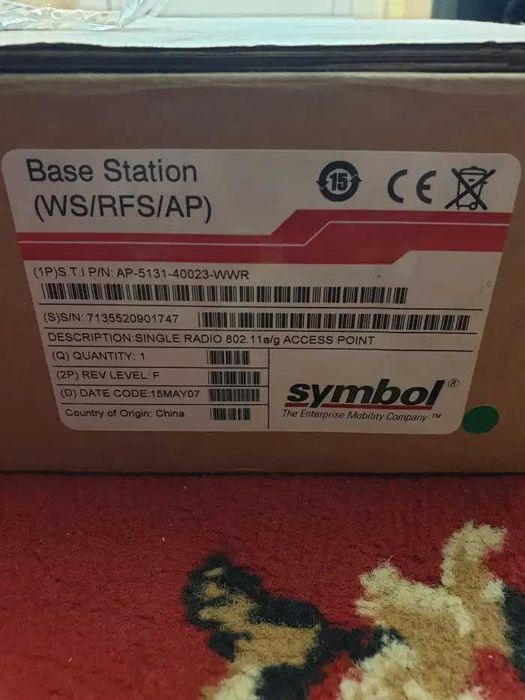 Base Station
(WS/RFS/AP)
15
CE
(1P)S.T.I P/N: AP-5131-40023-WWR
(S)S/N: 7135520901747
DESCRIPTION:SINGLE RADIO 802.11a/g ACCESS POINT
(Q) QUANTITY: 1
(2P) REV LEVEL: F
(D) DATE CODE:15MAY07
Country of Origin: China
symbol®
The Enterprise Mobility Company ™